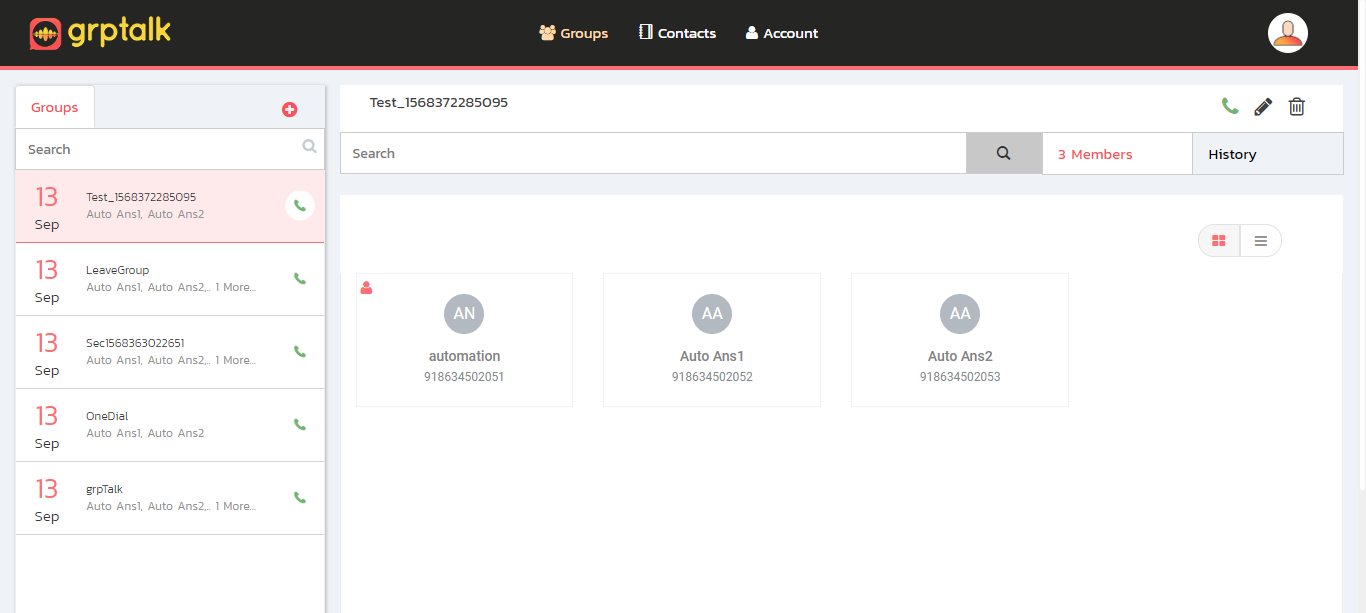 grptalk
Groups
Contacts
Account
Groups
Search
13
Sep
Test_1568372285095
Auto Ans1, Auto Ans2
13
Sep
LeaveGroup
Auto Ans1, Auto Ans2,.. 1 More...
13
Sep
Sec1568363022651
Auto Ans1, Auto Ans2,.. 1 More...
13
Sep
OneDial
Auto Ans1, Auto Ans2
13
Sep
grpTalk
Auto Ans1, Auto Ans2,.. 1 More...
Test_1568372285095
Search
3 Members
History
AN
automation
918634502051
AA
Auto Ans1
918634502052
AA
Auto Ans2
918634502053